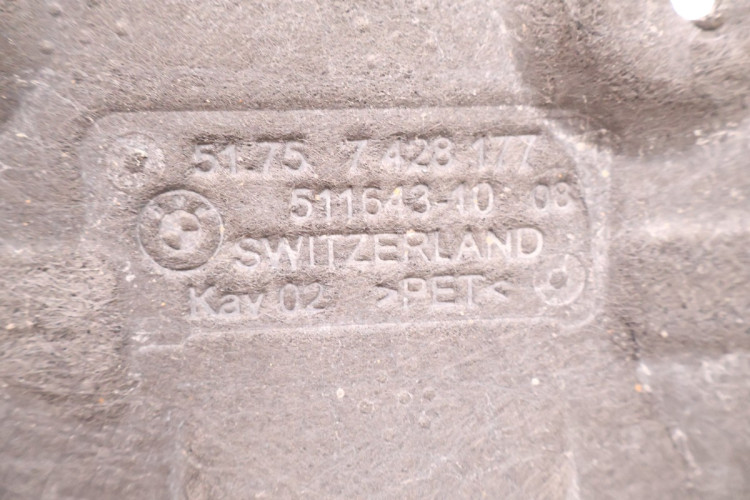 51.75 7 428 177
511643-10 08
SWITZERLAND
Kav 02 >PET<